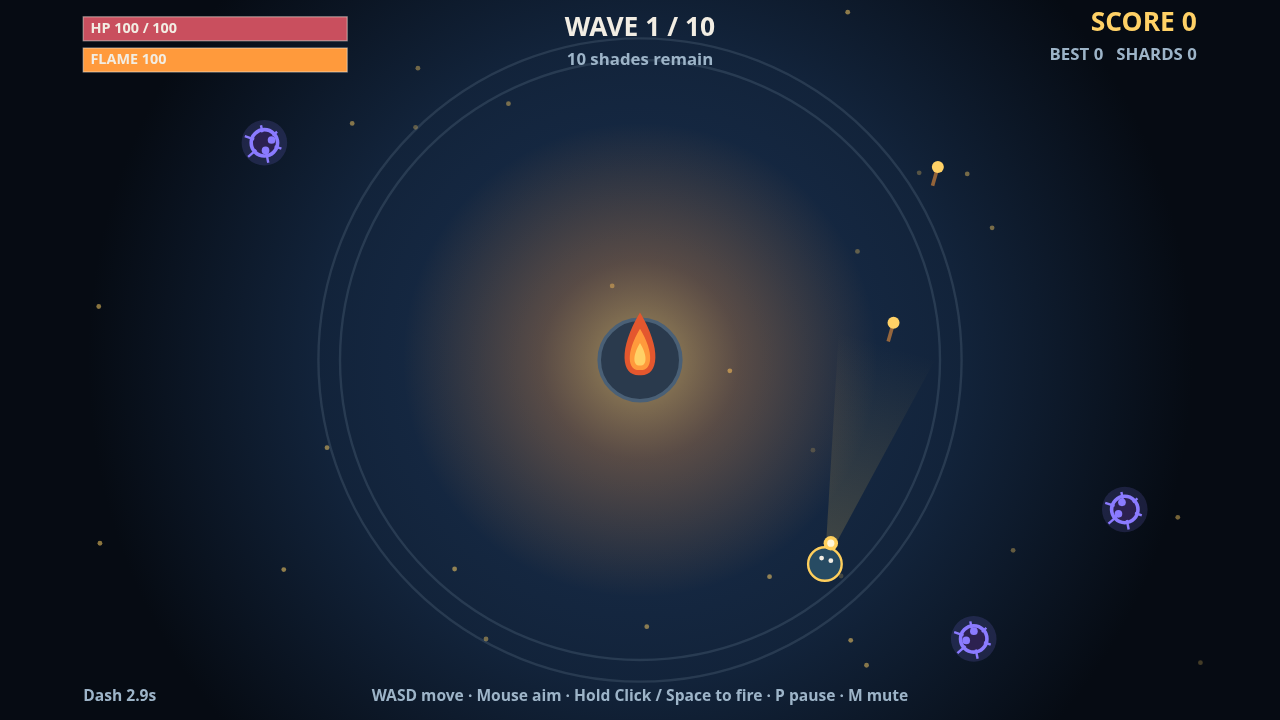 HP 100 / 100
FLAME 100
WAVE 1 / 10
10 shades remain
SCORE 0
BEST 0 SHARDS 0
Dash 2.9s
WASD move · Mouse aim · Hold Click / Space to fire · P pause · M mute